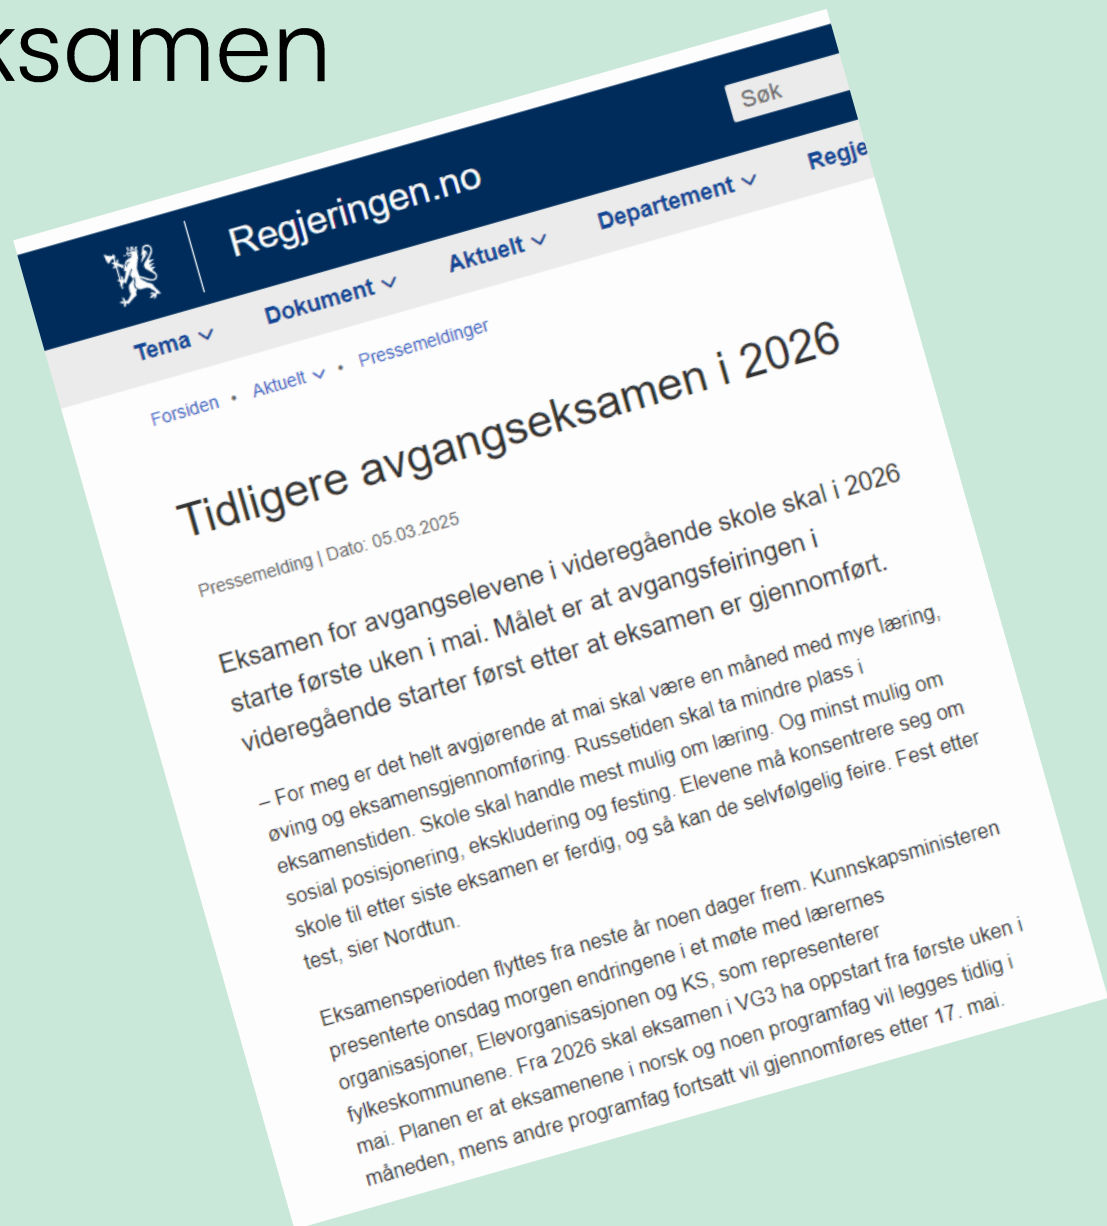 ksamen
Søk
Regjeringen.no
Tema
Dokument
Aktuelt
Departement
Regje
Forsiden • Aktuelt • Pressemeldinger
Tidligere avgangseksamen i 2026
Pressemelding | Dato: 05.03.2025
Eksamen for avgangselevene i videregående skole skal i 2026
starte første uken i mai. Målet er at avgangsfeiringen i
videregående starter først etter at eksamen er gjennomført.
– For meg er det helt avgjørende at mai skal være en måned med mye læring,
øving og eksamensgjennomføring. Russetiden skal ta mindre plass i
eksamenstiden. Skole skal handle mest mulig om læring. Og minst mulig om
sosial posisjonering, ekskludering og festing. Elevene må konsentrere seg om
skole til etter siste eksamen er ferdig, og så kan de selvfølgelig feire. Fest etter
test, sier Nordtun.
Eksamensperioden flyttes fra neste år noen dager frem. Kunnskapsministeren
presenterte onsdag morgen endringene i et møte med lærernes
organisasjoner, Elevorganisasjonen og KS, som representerer
fylkeskommunene. Fra 2026 skal eksamen i VG3 ha oppstart fra første uken i
mai. Planen er at eksamenene i norsk og noen programfag vil legges tidlig i
måneden, mens andre programfag fortsatt vil gjennomføres etter 17. mai.